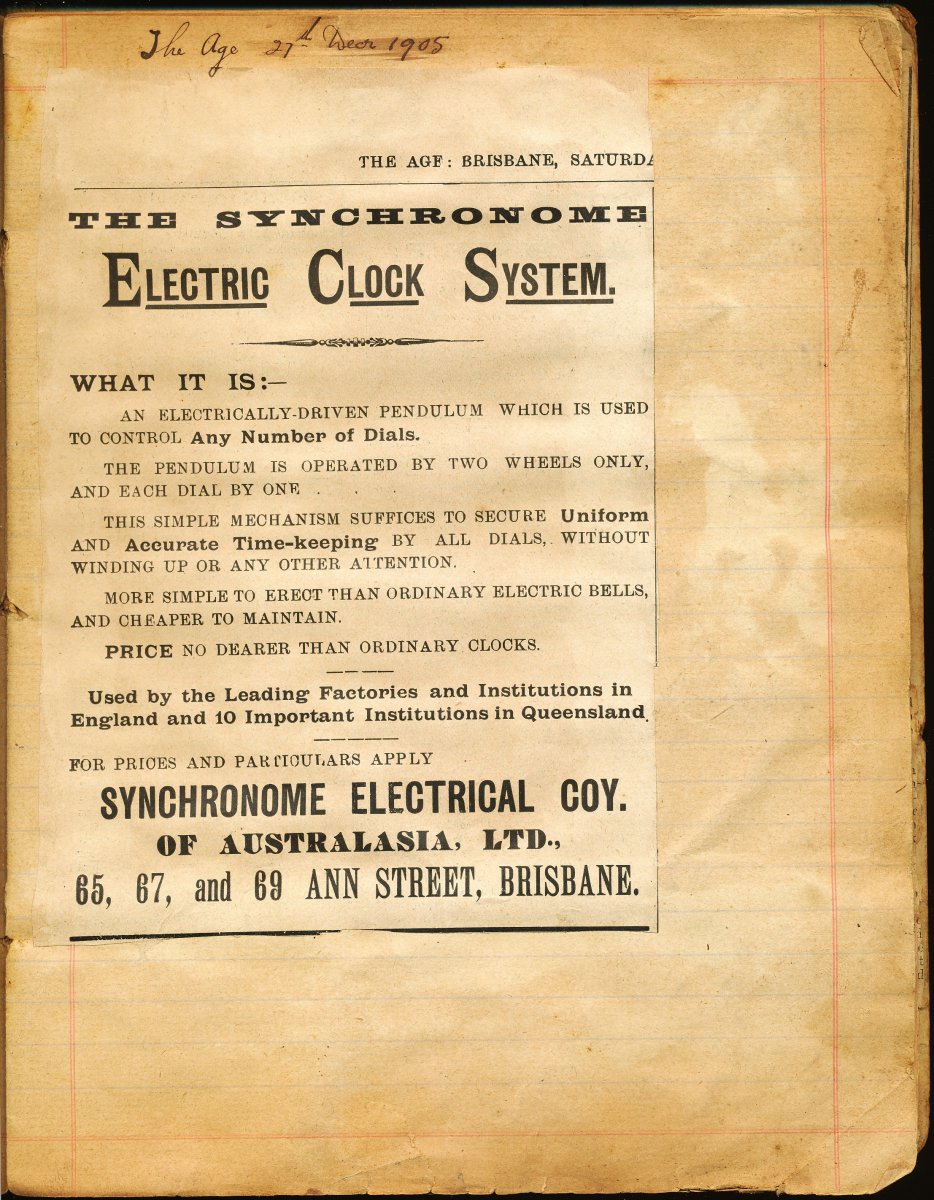 The Age 27th Decr 1905
THE AGE: BRISBANE, SATURDA
THE SYNCHRONOME
ELECTRIC CLOCK SYSTEM.
WHAT IT IS:—
AN ELECTRICALLY-DRIVEN PENDULUM WHICH IS USED
TO CONTROL Any Number of Dials.
THE PENDULUM IS OPERATED BY TWO WHEELS ONLY,
AND EACH DIAL BY ONE .
THIS SIMPLE MECHANISM SUFFICES TO SECURE Uniform
AND Accurate Time-keeping BY ALL DIALS, WITHOUT
WINDING UP OR ANY OTHER ATTENTION.
MORE SIMPLE TO ERECT THAN ORDINARY ELECTRIC BELLS,
AND CHEAPER TO MAINTAIN.
PRICE NO DEARER THAN ORDINARY CLOCKS.
Used by the Leading Factories and Institutions in
England and 10 Important Institutions in Queensland.
FOR PRICES AND PARTICULARS APPLY
SYNCHRONOME ELECTRICAL COY.
OF AUSTRALASIA, LTD.,
65, 67, and 69 ANN STREET, BRISBANE.